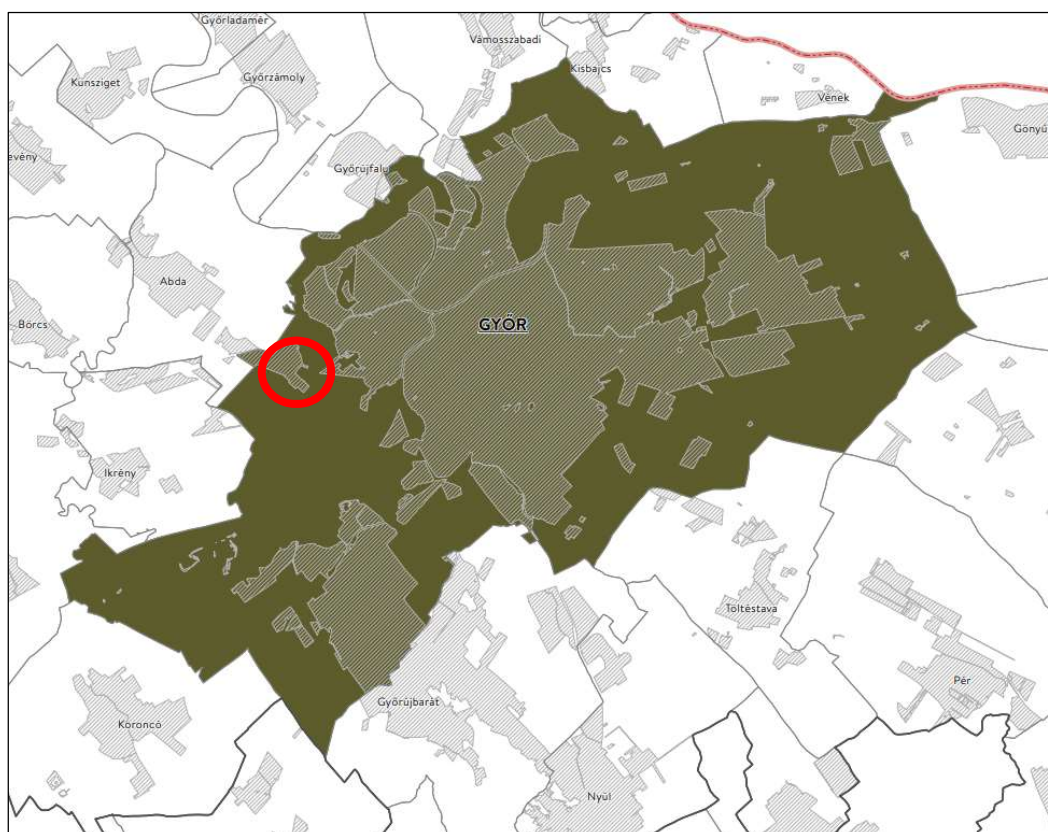 Győrladamér
Vámosszabadi
Kisbajcs
Kunsziget
Győrzámoly
Vének
Gönyű
Győrújfalu
Abda
Börcs
GYŐR
Ikrény
Töltéstava
Pér
Győrújbarát
Koroncó
Nyúl